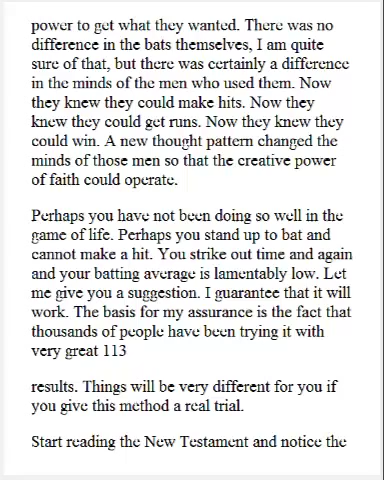 power to get what they wanted. There was no
difference in the bats themselves, I am quite
sure of that, but there was certainly a difference
in the minds of the men who used them. Now
they knew they could make hits. Now they
knew they could get runs. Now they knew they
could win. A new thought pattern changed the
minds of those men so that the creative power
of faith could operate.
Perhaps you have not been doing so well in the
game of life. Perhaps you stand up to bat and
cannot make a hit. You strike out time and again
and your batting average is lamentably low. Let
me give you a suggestion. I guarantee that it will
work. The basis for my assurance is the fact that
thousands of people have been trying it with
very great 113
results. Things will be very different for you if
you give this method a real trial.
Start reading the New Testament and notice the